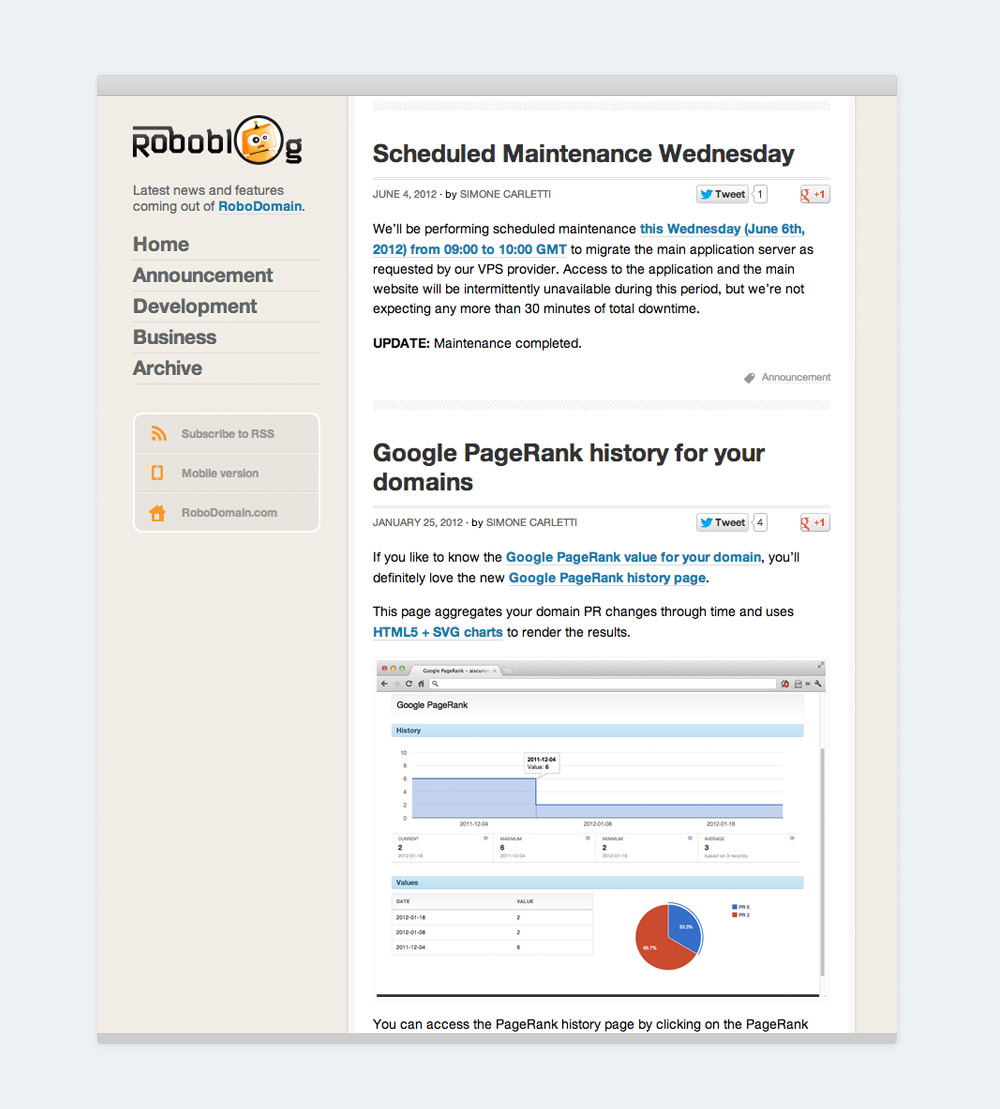 Roboblog
Latest news and features
coming out of RoboDomain.
Home
Announcement
Development
Business
Archive
Subscribe to RSS
Mobile version
RoboDomain.com
Scheduled Maintenance Wednesday
JUNE 4, 2012 · by SIMONE CARLETTI
Tweet 1
g +1
We’ll be performing scheduled maintenance this Wednesday (June 6th,
2012) from 09:00 to 10:00 GMT to migrate the main application server as
requested by our VPS provider. Access to the application and the main
website will be intermittently unavailable during this period, but we’re not
expecting any more than 30 minutes of total downtime.
UPDATE: Maintenance completed.
Announcement
Google PageRank history for your
domains
JANUARY 25, 2012 · by SIMONE CARLETTI
Tweet 4
g +1
If you like to know the Google PageRank value for your domain, you’ll
definitely love the new Google PageRank history page.
This page aggregates your domain PR changes through time and uses
HTML5 + SVG charts to render the results.
Google PageRank –
Google PageRank
History
10
8
6
4
2
0
2011-12-04
Value: 6
2011-12-04 2012-01-08 2012-01-18
CURRENT MAXIMUM MINIMUM AVERAGE
2 6 2 3
2012-01-18 2011-12-04 2012-01-18 based on 3 records
Values
DATE VALUE
2012-01-18 2
2012-01-08 2
2011-12-04 6
33.3%
66.7%
PR 6
PR 2
You can access the PageRank history page by clicking on the PageRank